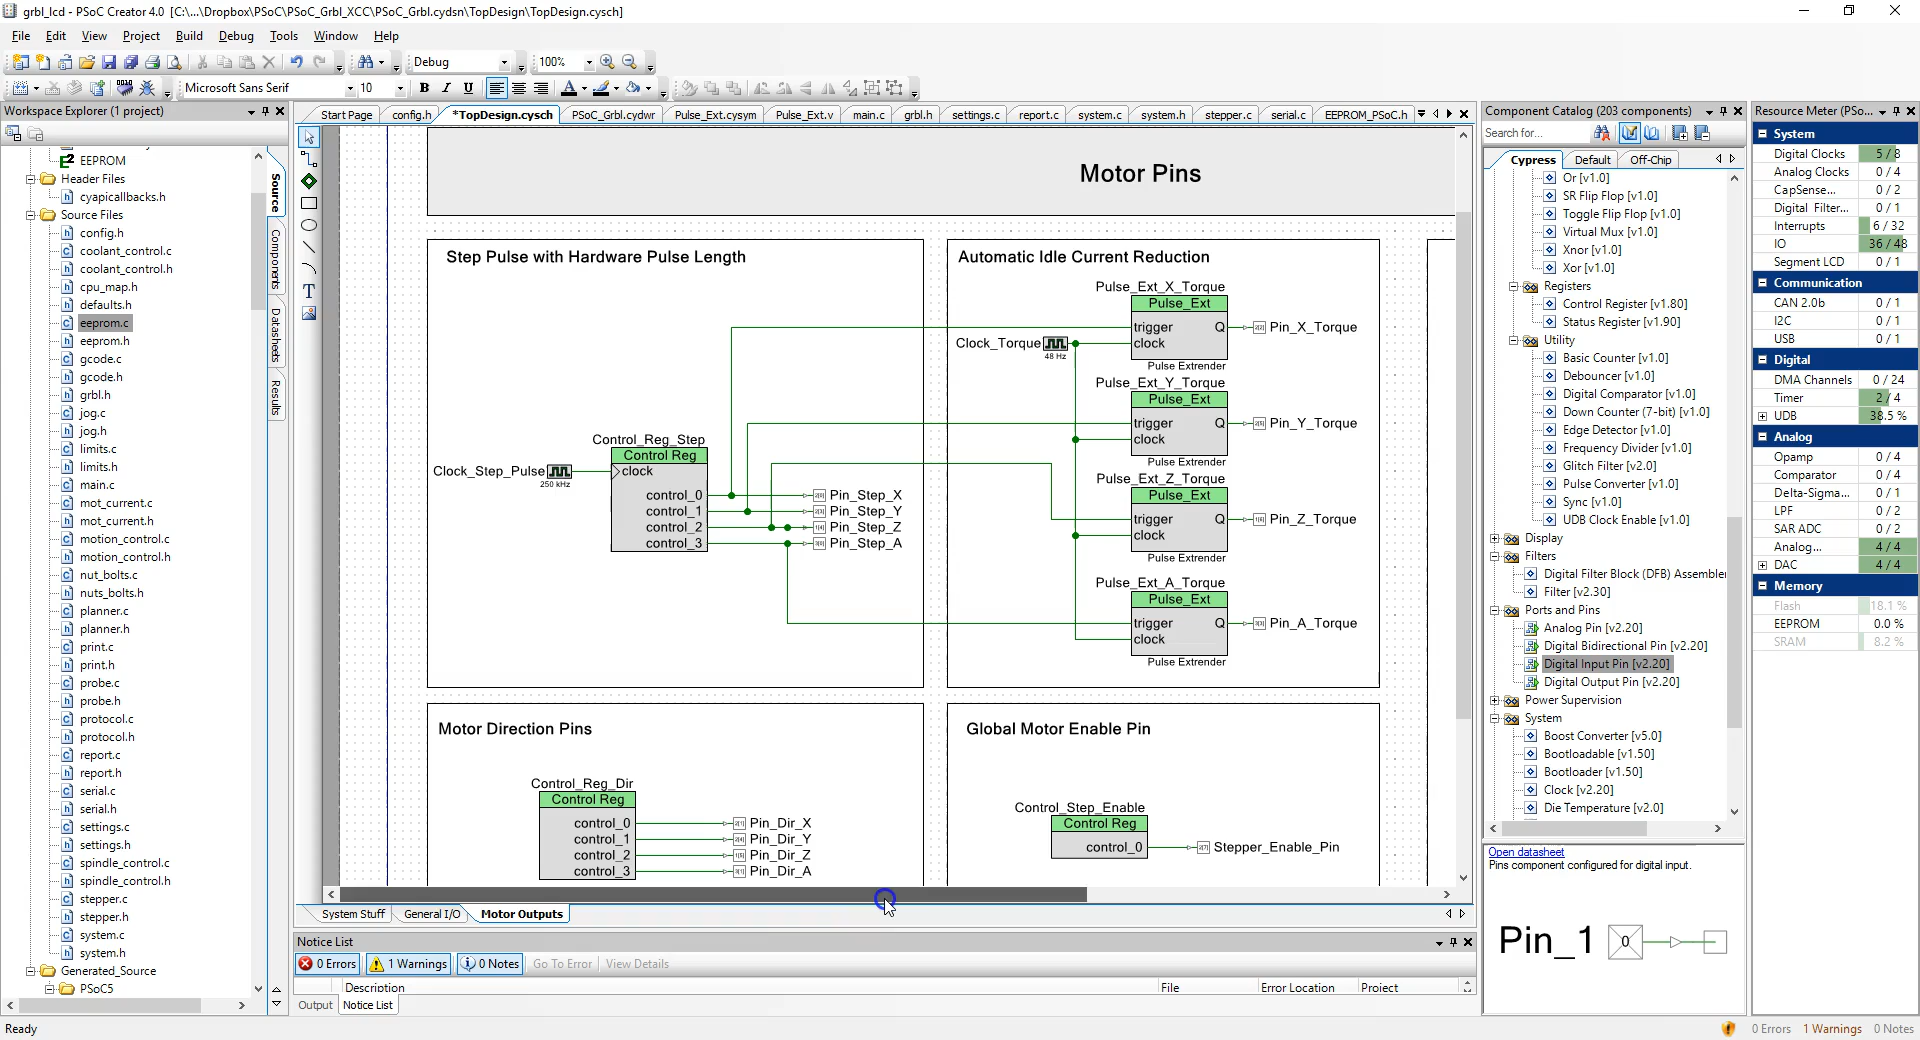 grbl_lcd - PSoC Creator 4.0 [C:\...\Dropbox\PSoC\PSoC_Grbl_XCC\PSoC_Grbl.cydsn\TopDesign\TopDesign.cysch]
File Edit View Project Build Debug Tools Window Help
Debug 100%
Microsoft Sans Serif 10 B I U
Workspace Explorer (1 project)
EEPROM
Header Files
cyapicallbacks.h
Source Files
config.h
coolant_control.c
coolant_control.h
cpu_map.h
defaults.h
eeprom.c
eeprom.h
gcode.c
gcode.h
grbl.h
jog.c
jog.h
limits.c
limits.h
main.c
mot_current.c
mot_current.h
motion_control.c
motion_control.h
nut_bolts.c
nuts_bolts.h
planner.c
planner.h
print.c
print.h
probe.c
probe.h
protocol.c
protocol.h
report.c
report.h
serial.c
serial.h
settings.c
settings.h
spindle_control.c
spindle_control.h
stepper.c
stepper.h
system.c
system.h
Generated_Source
PSoC5
Source
Components
Datasheets
Results
Start Page config.h *TopDesign.cysch PSoC_Grbl.cydwr Pulse_Ext.cysym Pulse_Ext.v main.c grbl.h settings.c report.c system.c system.h stepper.c serial.c EEPROM_PSoC.h
Motor Pins
Step Pulse with Hardware Pulse Length
Control_Reg_Step
Control Reg
Clock_Step_Pulse
250 kHz
clock
control_0
control_1
control_2
control_3
Pin_Step_X
Pin_Step_Y
Pin_Step_Z
Pin_Step_A
Automatic Idle Current Reduction
Pulse_Ext_X_Torque
Pulse_Ext
trigger Q Pin_X_Torque
Clock_Torque
48 Hz
clock
Pulse Extrender
Pulse_Ext_Y_Torque
Pulse_Ext
trigger Q Pin_Y_Torque
clock
Pulse Extrender
Pulse_Ext_Z_Torque
Pulse_Ext
trigger Q Pin_Z_Torque
clock
Pulse Extrender
Pulse_Ext_A_Torque
Pulse_Ext
trigger Q Pin_A_Torque
clock
Pulse Extrender
Motor Direction Pins
Control_Reg_Dir
Control Reg
control_0 Pin_Dir_X
control_1 Pin_Dir_Y
control_2 Pin_Dir_Z
control_3 Pin_Dir_A
Global Motor Enable Pin
Control_Step_Enable
Control Reg
control_0 Stepper_Enable_Pin
System Stuff General I/O Motor Outputs
Notice List
0 Errors 1 Warnings 0 Notes Go To Error View Details
Description File Error Location Project
Output Notice List
Component Catalog (203 components)
Search for...
Cypress Default Off-Chip
Or [v1.0]
SR Flip Flop [v1.0]
Toggle Flip Flop [v1.0]
Virtual Mux [v1.0]
Xnor [v1.0]
Xor [v1.0]
Registers
Control Register [v1.80]
Status Register [v1.90]
Utility
Basic Counter [v1.0]
Debouncer [v1.0]
Digital Comparator [v1.0]
Down Counter (7-bit) [v1.0]
Edge Detector [v1.0]
Frequency Divider [v1.0]
Glitch Filter [v2.0]
Pulse Converter [v1.0]
Sync [v1.0]
UDB Clock Enable [v1.0]
Display
Filters
Digital Filter Block (DFB) Assembler
Filter [v2.30]
Ports and Pins
Analog Pin [v2.20]
Digital Bidirectional Pin [v2.20]
Digital Input Pin [v2.20]
Digital Output Pin [v2.20]
Power Supervision
System
Boost Converter [v5.0]
Bootloadable [v1.50]
Bootloader [v1.50]
Clock [v2.20]
Die Temperature [v2.0]
Open datasheet
Pins component configured for digital input.
Pin_1 0
Resource Meter (PSo...
System
Digital Clocks 5 / 8
Analog Clocks 0 / 4
CapSense... 0 / 2
Digital Filter... 0 / 1
Interrupts 6 / 32
IO 36 / 48
Segment LCD 0 / 1
Communication
CAN 2.0b 0 / 1
I2C 0 / 1
USB 0 / 1
Digital
DMA Channels 0 / 24
Timer 2 / 4
UDB 38.5 %
Analog
Opamp 0 / 4
Comparator 0 / 4
Delta-Sigma... 0 / 1
LPF 0 / 2
SAR ADC 0 / 2
Analog... 4 / 4
DAC 4 / 4
Memory
Flash 18.1 %
EEPROM 0.0 %
SRAM 8.2 %
Ready
0 Errors 1 Warnings 0 Notes